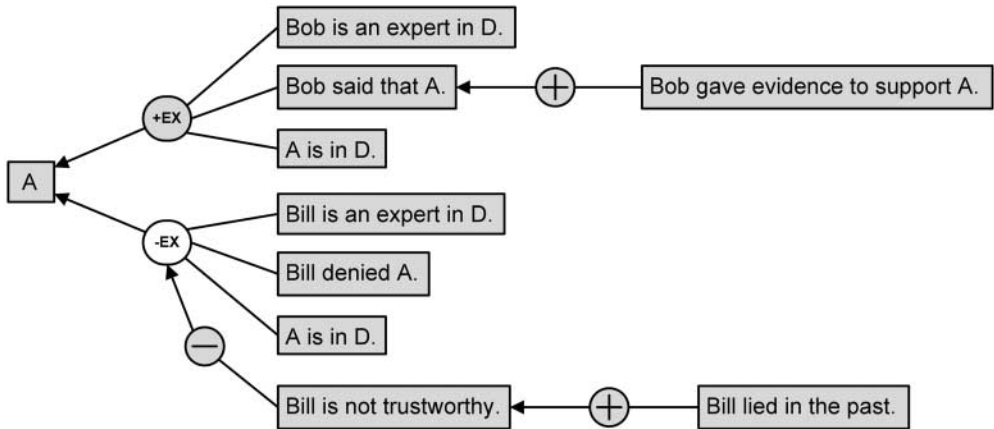 Bob is an expert in D.
Bob said that A.
+
Bob gave evidence to support A.
+EX
A is in D.
A
Bill is an expert in D.
-EX
Bill denied A.
A is in D.
−
Bill is not trustworthy.
+
Bill lied in the past.